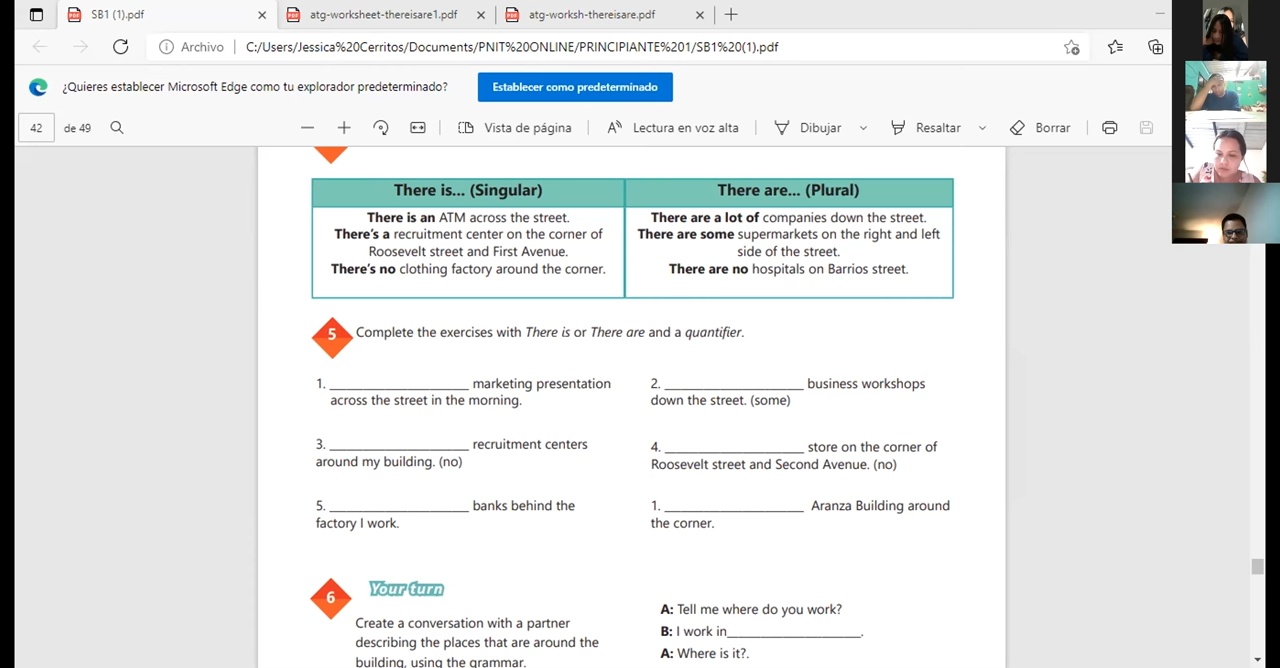 SB1 (1).pdf
atg-worksheet-thereisare1.pdf
atg-worksh-thereisare.pdf
Archivo
C:/Users/Jessica%20Cerritos/Documents/PNIT%20ONLINE/PRINCIPIANTE%201/SB1%20(1).pdf
¿Quieres establecer Microsoft Edge como tu explorador predeterminado?
Establecer como predeterminado
42 de 49
Vista de página
Lectura en voz alta
Dibujar
Resaltar
Borrar
There is... (Singular)
There is an ATM across the street.
There's a recruitment center on the corner of
Roosevelt street and First Avenue.
There's no clothing factory around the corner.
There are... (Plural)
There are a lot of companies down the street.
There are some supermarkets on the right and left
side of the street.
There are no hospitals on Barrios street.
5 Complete the exercises with There is or There are and a quantifier.
1. ____________________ marketing presentation
across the street in the morning.
2. ____________________ business workshops
down the street. (some)
3. ____________________ recruitment centers
around my building. (no)
4. ____________________ store on the corner of
Roosevelt street and Second Avenue. (no)
5. ____________________ banks behind the
factory I work.
1. ____________________ Aranza Building around
the corner.
6 Your turn
Create a conversation with a partner
describing the places that are around the
building, using the grammar.
A: Tell me where do you work?
B: I work in____________________.
A: Where is it?.